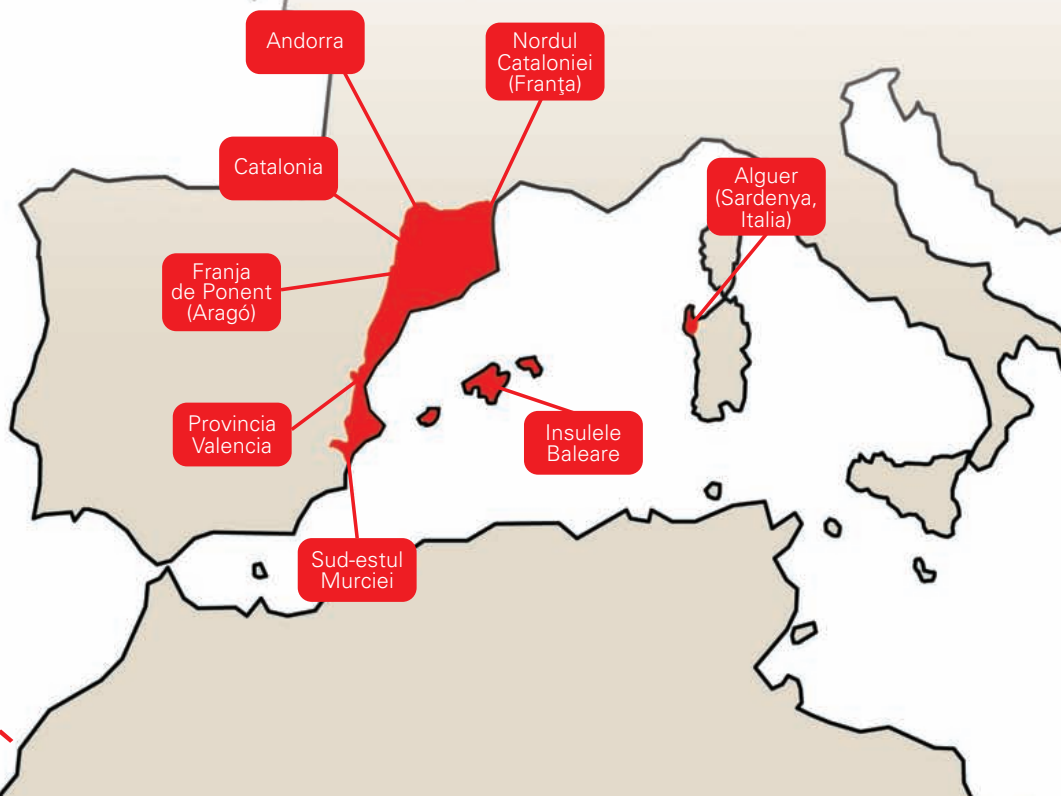 Andorra
Nordul
Cataloniei
(Franţa)
Catalonia
Alguer
(Sardenya,
Italia)
Franja
de Ponent
(Aragó)
Provincia
Valencia
Insulele
Baleare
Sud-estul
Murciei